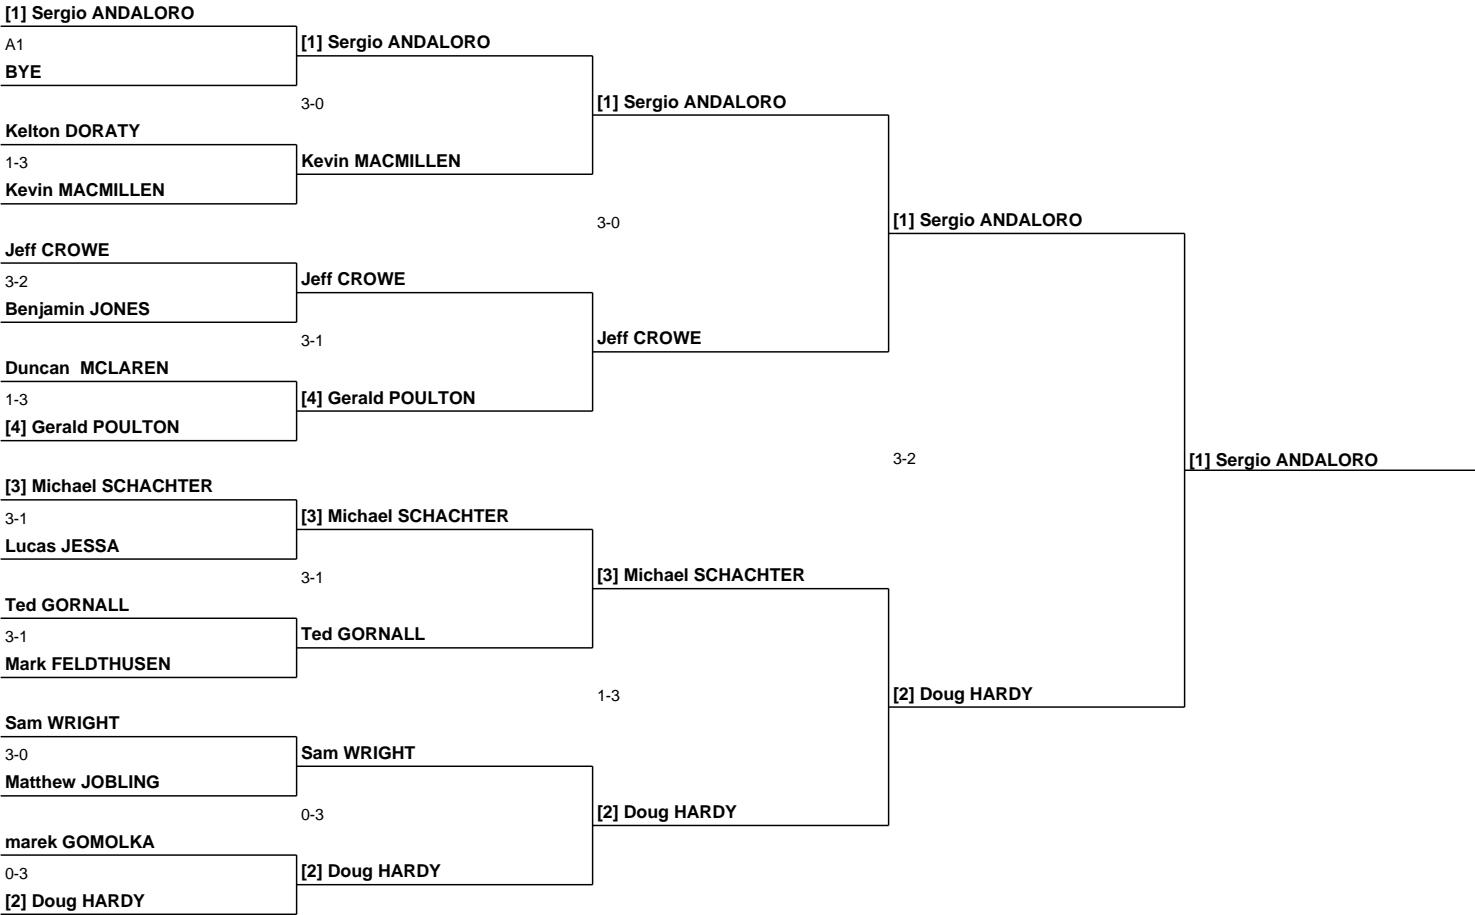 [1] Sergio ANDALORO
A1
BYE
Kelton DORATY
1-3
Kevin MACMILLEN
Jeff CROWE
3-2
Benjamin JONES
Duncan  MCLAREN
1-3
[4] Gerald POULTON
[3] Michael SCHACHTER
3-1
Lucas JESSA
Ted GORNALL
3-1
Mark FELDTHUSEN
Sam WRIGHT
3-0
Matthew JOBLING
marek GOMOLKA
0-3
[2] Doug HARDY
[1] Sergio ANDALORO
3-0
Kevin MACMILLEN
Jeff CROWE
3-1
[4] Gerald POULTON
[3] Michael SCHACHTER
3-1
Ted GORNALL
Sam WRIGHT
0-3
[2] Doug HARDY
[1] Sergio ANDALORO
3-0
Jeff CROWE
[3] Michael SCHACHTER
1-3
[2] Doug HARDY
[1] Sergio ANDALORO
3-2
[2] Doug HARDY
[1] Sergio ANDALORO